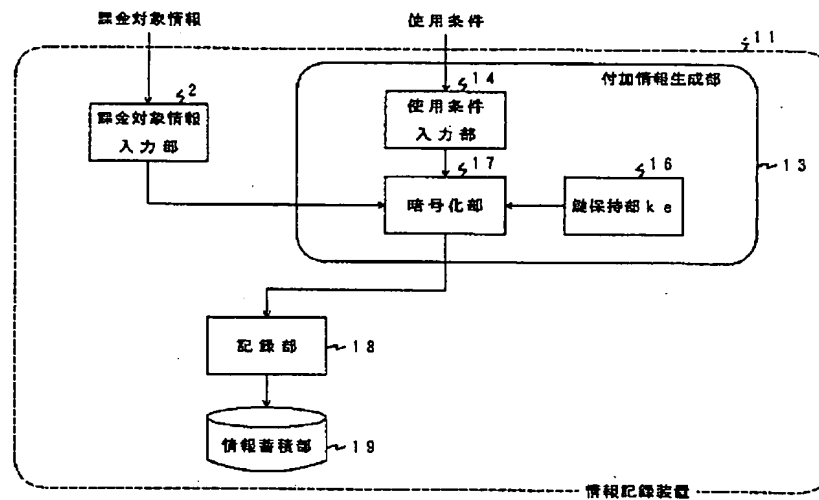 課金対象情報
使用条件
11
付加情報生成部
2
課金対象情報
入力部
14
使用条件
入力部
13
17
暗号化部
16
鍵保持部ke
記録部
18
情報蓄積部
19
情報記録装置